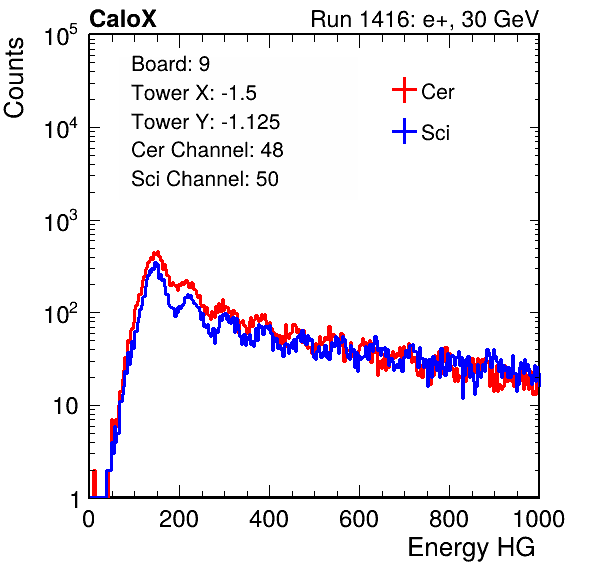 CaloX Run 1416: e+, 30 GeV
Board: 9
Tower X: -1.5
Tower Y: -1.125
Cer Channel: 48
Sci Channel: 50
Cer
Sci
Counts
10^5
10^4
10^3
10^2
10
1
0 200 400 600 800 1000
Energy HG